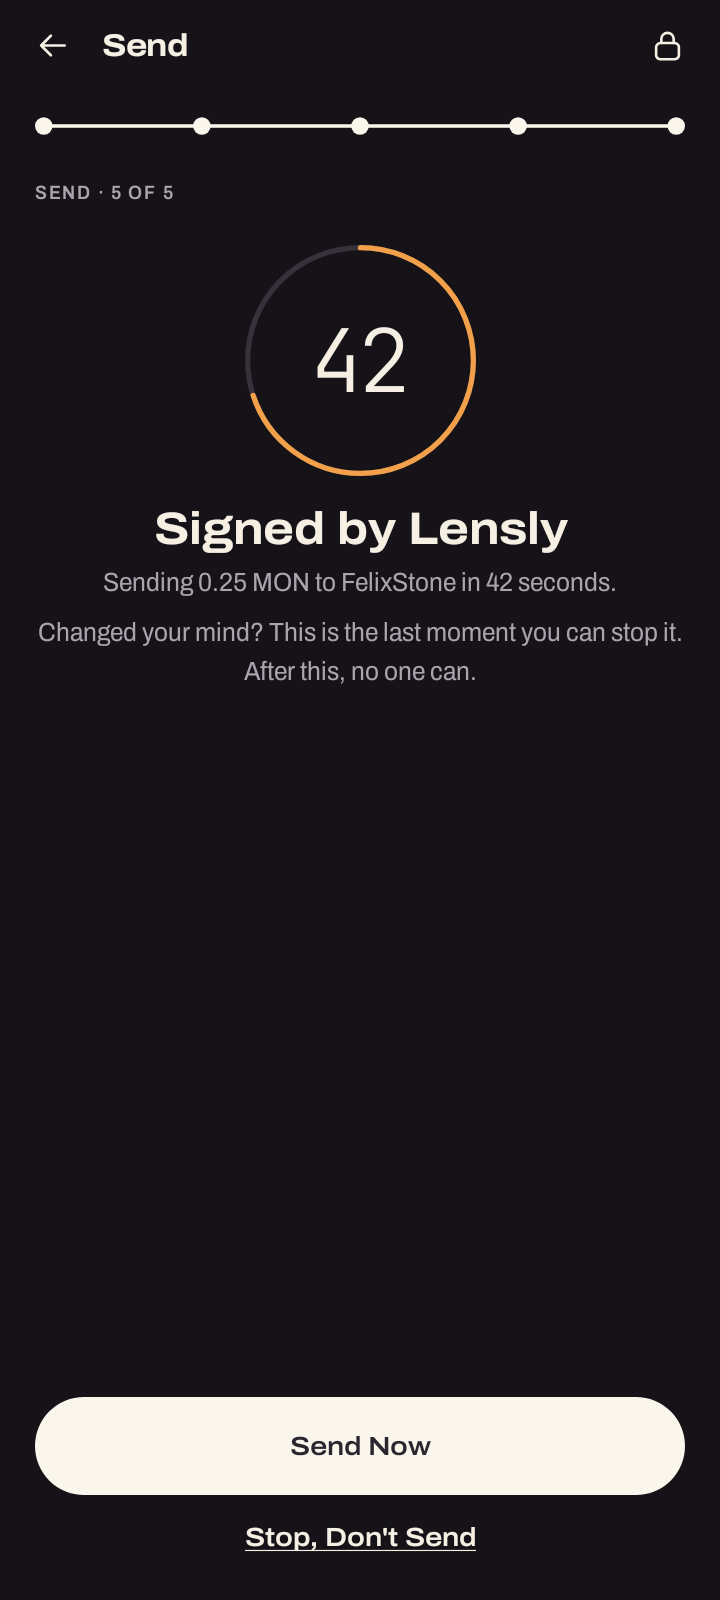 Send
SEND · 5 OF 5
42
Signed by Lensly
Sending 0.25 MON to FelixStone in 42 seconds.
Changed your mind? This is the last moment you can stop it.
After this, no one can.
Send Now
Stop, Don't Send